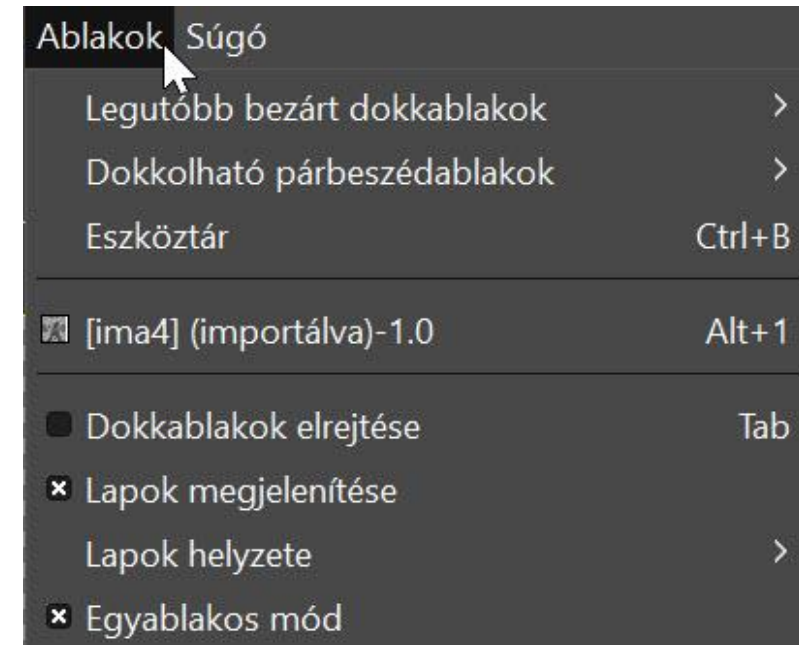 Ablakok Súgó
Legutóbb bezárt dokkablakok >
Dokkolható párbeszédablakok >
Eszköztár Ctrl+B
[ima4] (importálva)-1.0 Alt+1
Dokkablakok elrejtése Tab
Lapok megjelenítése
Lapok helyzete >
Egyablakos mód